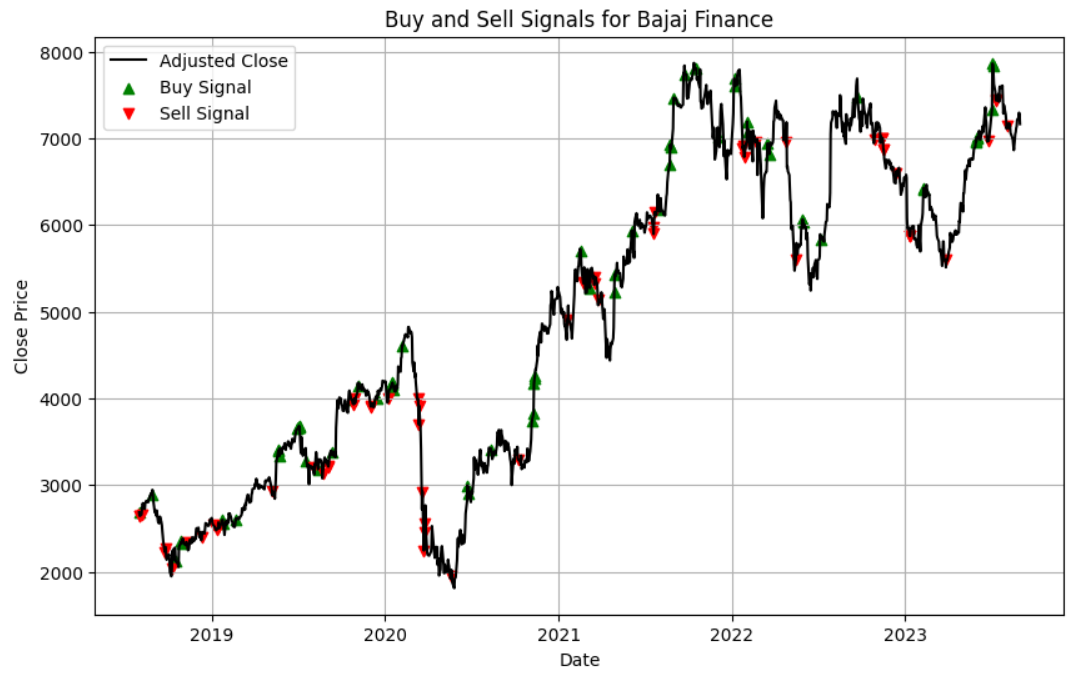 Buy and Sell Signals for Bajaj Finance
Adjusted Close
Buy Signal
Sell Signal
Close Price
8000
7000
6000
5000
4000
3000
2000
2019 2020 2021 2022 2023
Date